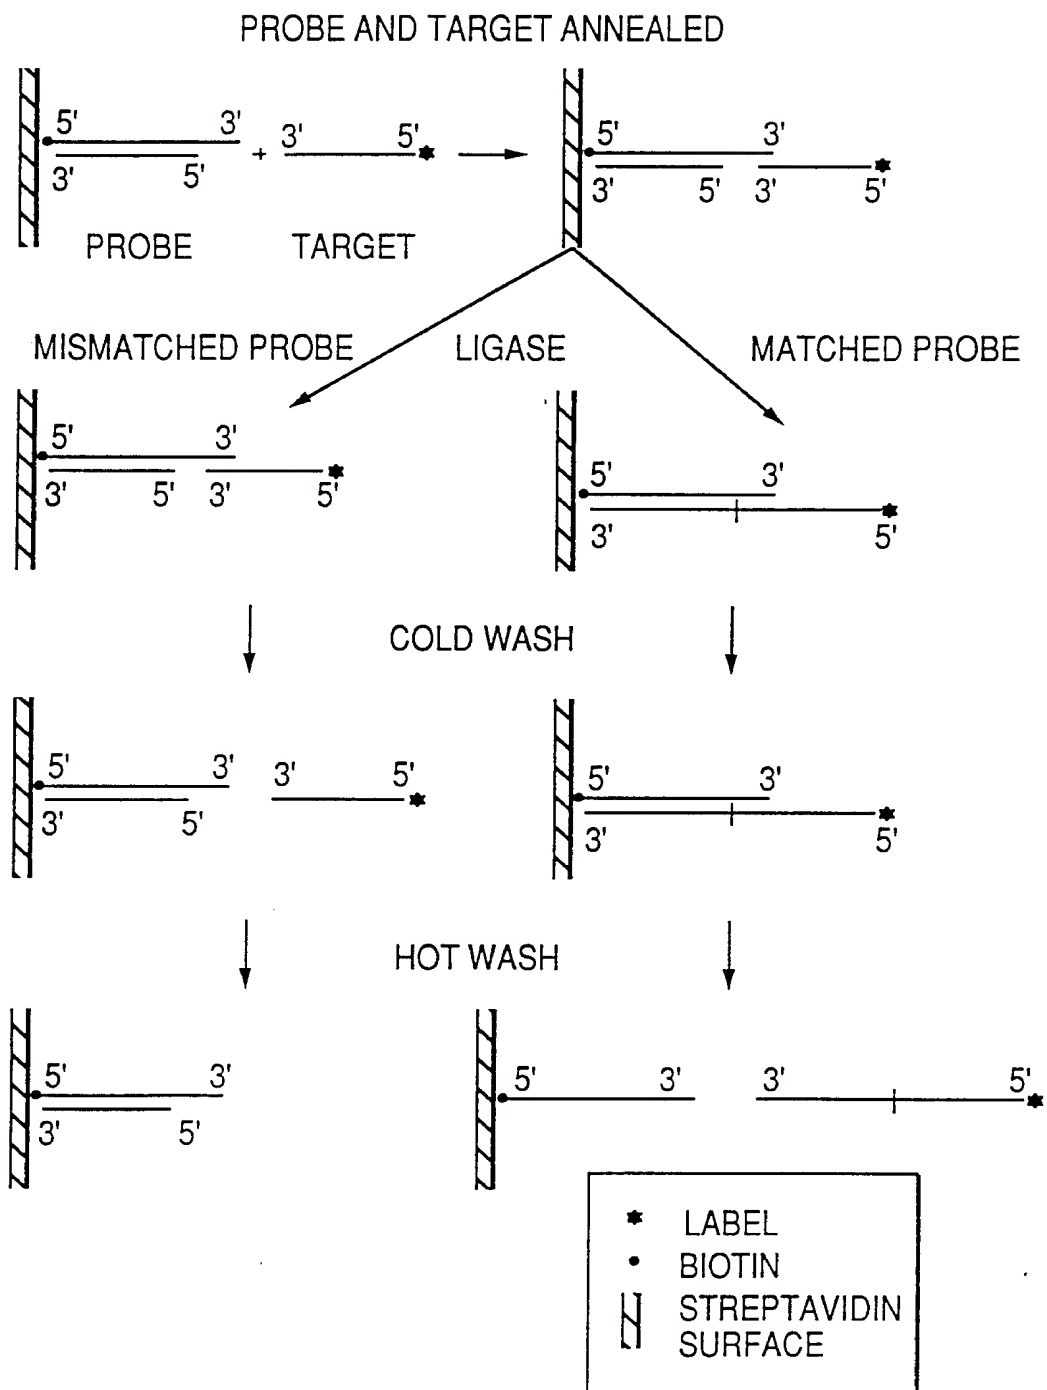 PROBE AND TARGET ANNEALED
5' 3' 3' 5' 5' 3'
+
3' 5' 3' 5' 3' 5'
PROBE TARGET
MISMATCHED PROBE LIGASE MATCHED PROBE
5' 3' 5' 3'
3' 5' 3' 5' 3' 5'
COLD WASH
5' 3' 3' 5' 5' 3'
3' 5' 3' 5'
HOT WASH
5' 3' 5' 3' 3' 5'
3' 5'
LABEL
BIOTIN
STREPTAVIDIN
SURFACE